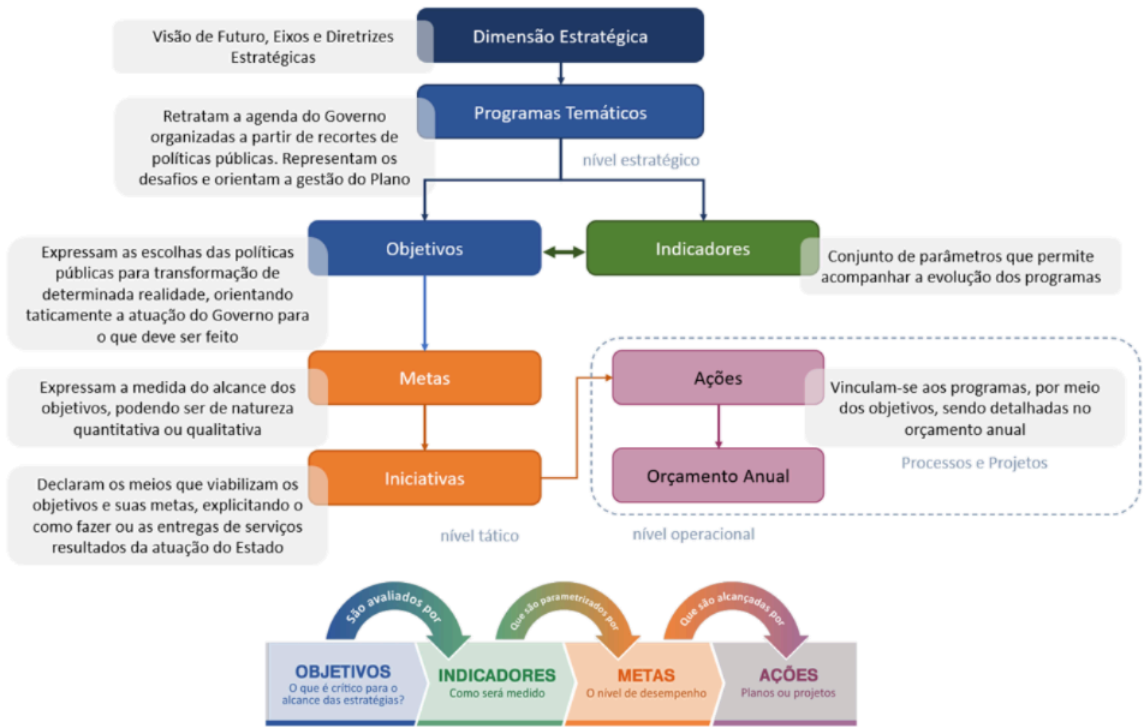 Dimensão Estratégica
Visão de Futuro, Eixos e Diretrizes
Estratégicas
Programas Temáticos
Retratam a agenda do Governo
organizadas a partir de recortes de
políticas públicas. Representam os
desafios e orientam a gestão do Plano
nível estratégico
Objetivos
Indicadores
Expressam as escolhas das políticas
públicas para transformação de
determinada realidade, orientando
taticamente a atuação do Governo para
o que deve ser feito
Conjunto de parâmetros que permite
acompanhar a evolução dos programas
Metas
Expressam a medida do alcance dos
objetivos, podendo ser de natureza
quantitativa ou qualitativa
Ações
Vinculam-se aos programas, por meio
dos objetivos, sendo detalhadas no
orçamento anual
Processos e Projetos
Iniciativas
Orçamento Anual
Declaram os meios que viabilizam os
objetivos e suas metas, explicitando o
como fazer ou as entregas de serviços
resultados da atuação do Estado
nível tático
nível operacional
São avaliados por
Que são parametrizados por
Que são alcançadas por
OBJETIVOS
O que é crítico para o
alcance das estratégias?
INDICADORES
Como será medido
METAS
O nível de desempenho
AÇÕES
Planos ou projetos